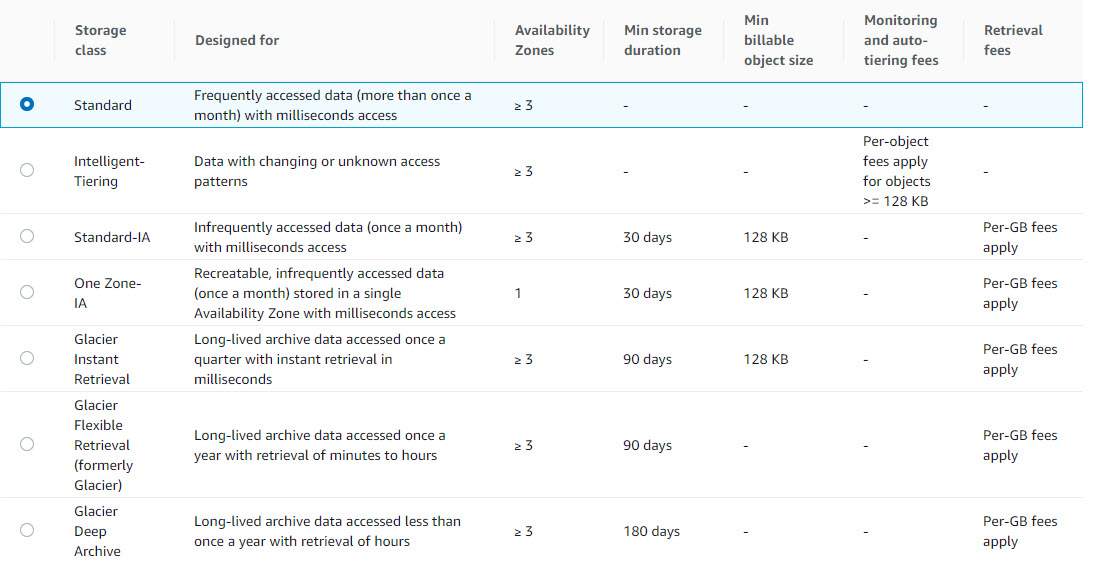 Storage class
Designed for
Availability Zones
Min storage duration
Min billable object size
Monitoring and auto-tiering fees
Retrieval fees
Standard
Frequently accessed data (more than once a
month) with milliseconds access
≥ 3
-
-
-
-
Intelligent-
Tiering
Data with changing or unknown access
patterns
≥ 3
-
-
Per-object
fees apply
for objects
>= 128 KB
-
Standard-IA
Infrequently accessed data (once a month)
with milliseconds access
≥ 3
30 days
128 KB
-
Per-GB fees
apply
One Zone-
IA
Recreatable, infrequently accessed data
(once a month) stored in a single
Availability Zone with milliseconds access
1
30 days
128 KB
-
Per-GB fees
apply
Glacier
Instant
Retrieval
Long-lived archive data accessed once a
quarter with instant retrieval in
milliseconds
≥ 3
90 days
128 KB
-
Per-GB fees
apply
Glacier
Flexible
Retrieval
(formerly
Glacier)
Long-lived archive data accessed once a
year with retrieval of minutes to hours
≥ 3
90 days
-
-
Per-GB fees
apply
Glacier
Deep
Archive
Long-lived archive data accessed less than
once a year with retrieval of hours
≥ 3
180 days
-
-
Per-GB fees
apply